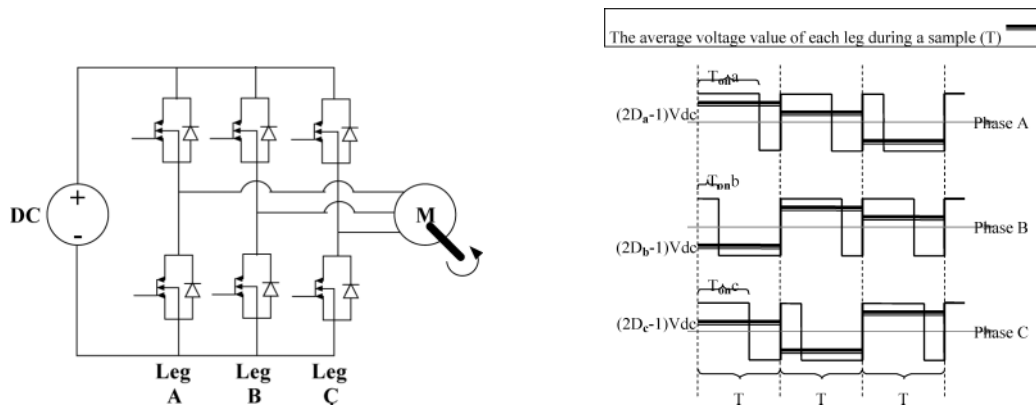 DC
+
-
M
Leg
A
Leg
B
Leg
C
The average voltage value of each leg during a sample (T)
Tona
(2Da-1)Vdc
Phase A
Tonb
(2Db-1)Vdc
Phase B
Tonc
(2Dc-1)Vdc
Phase C
T
T
T